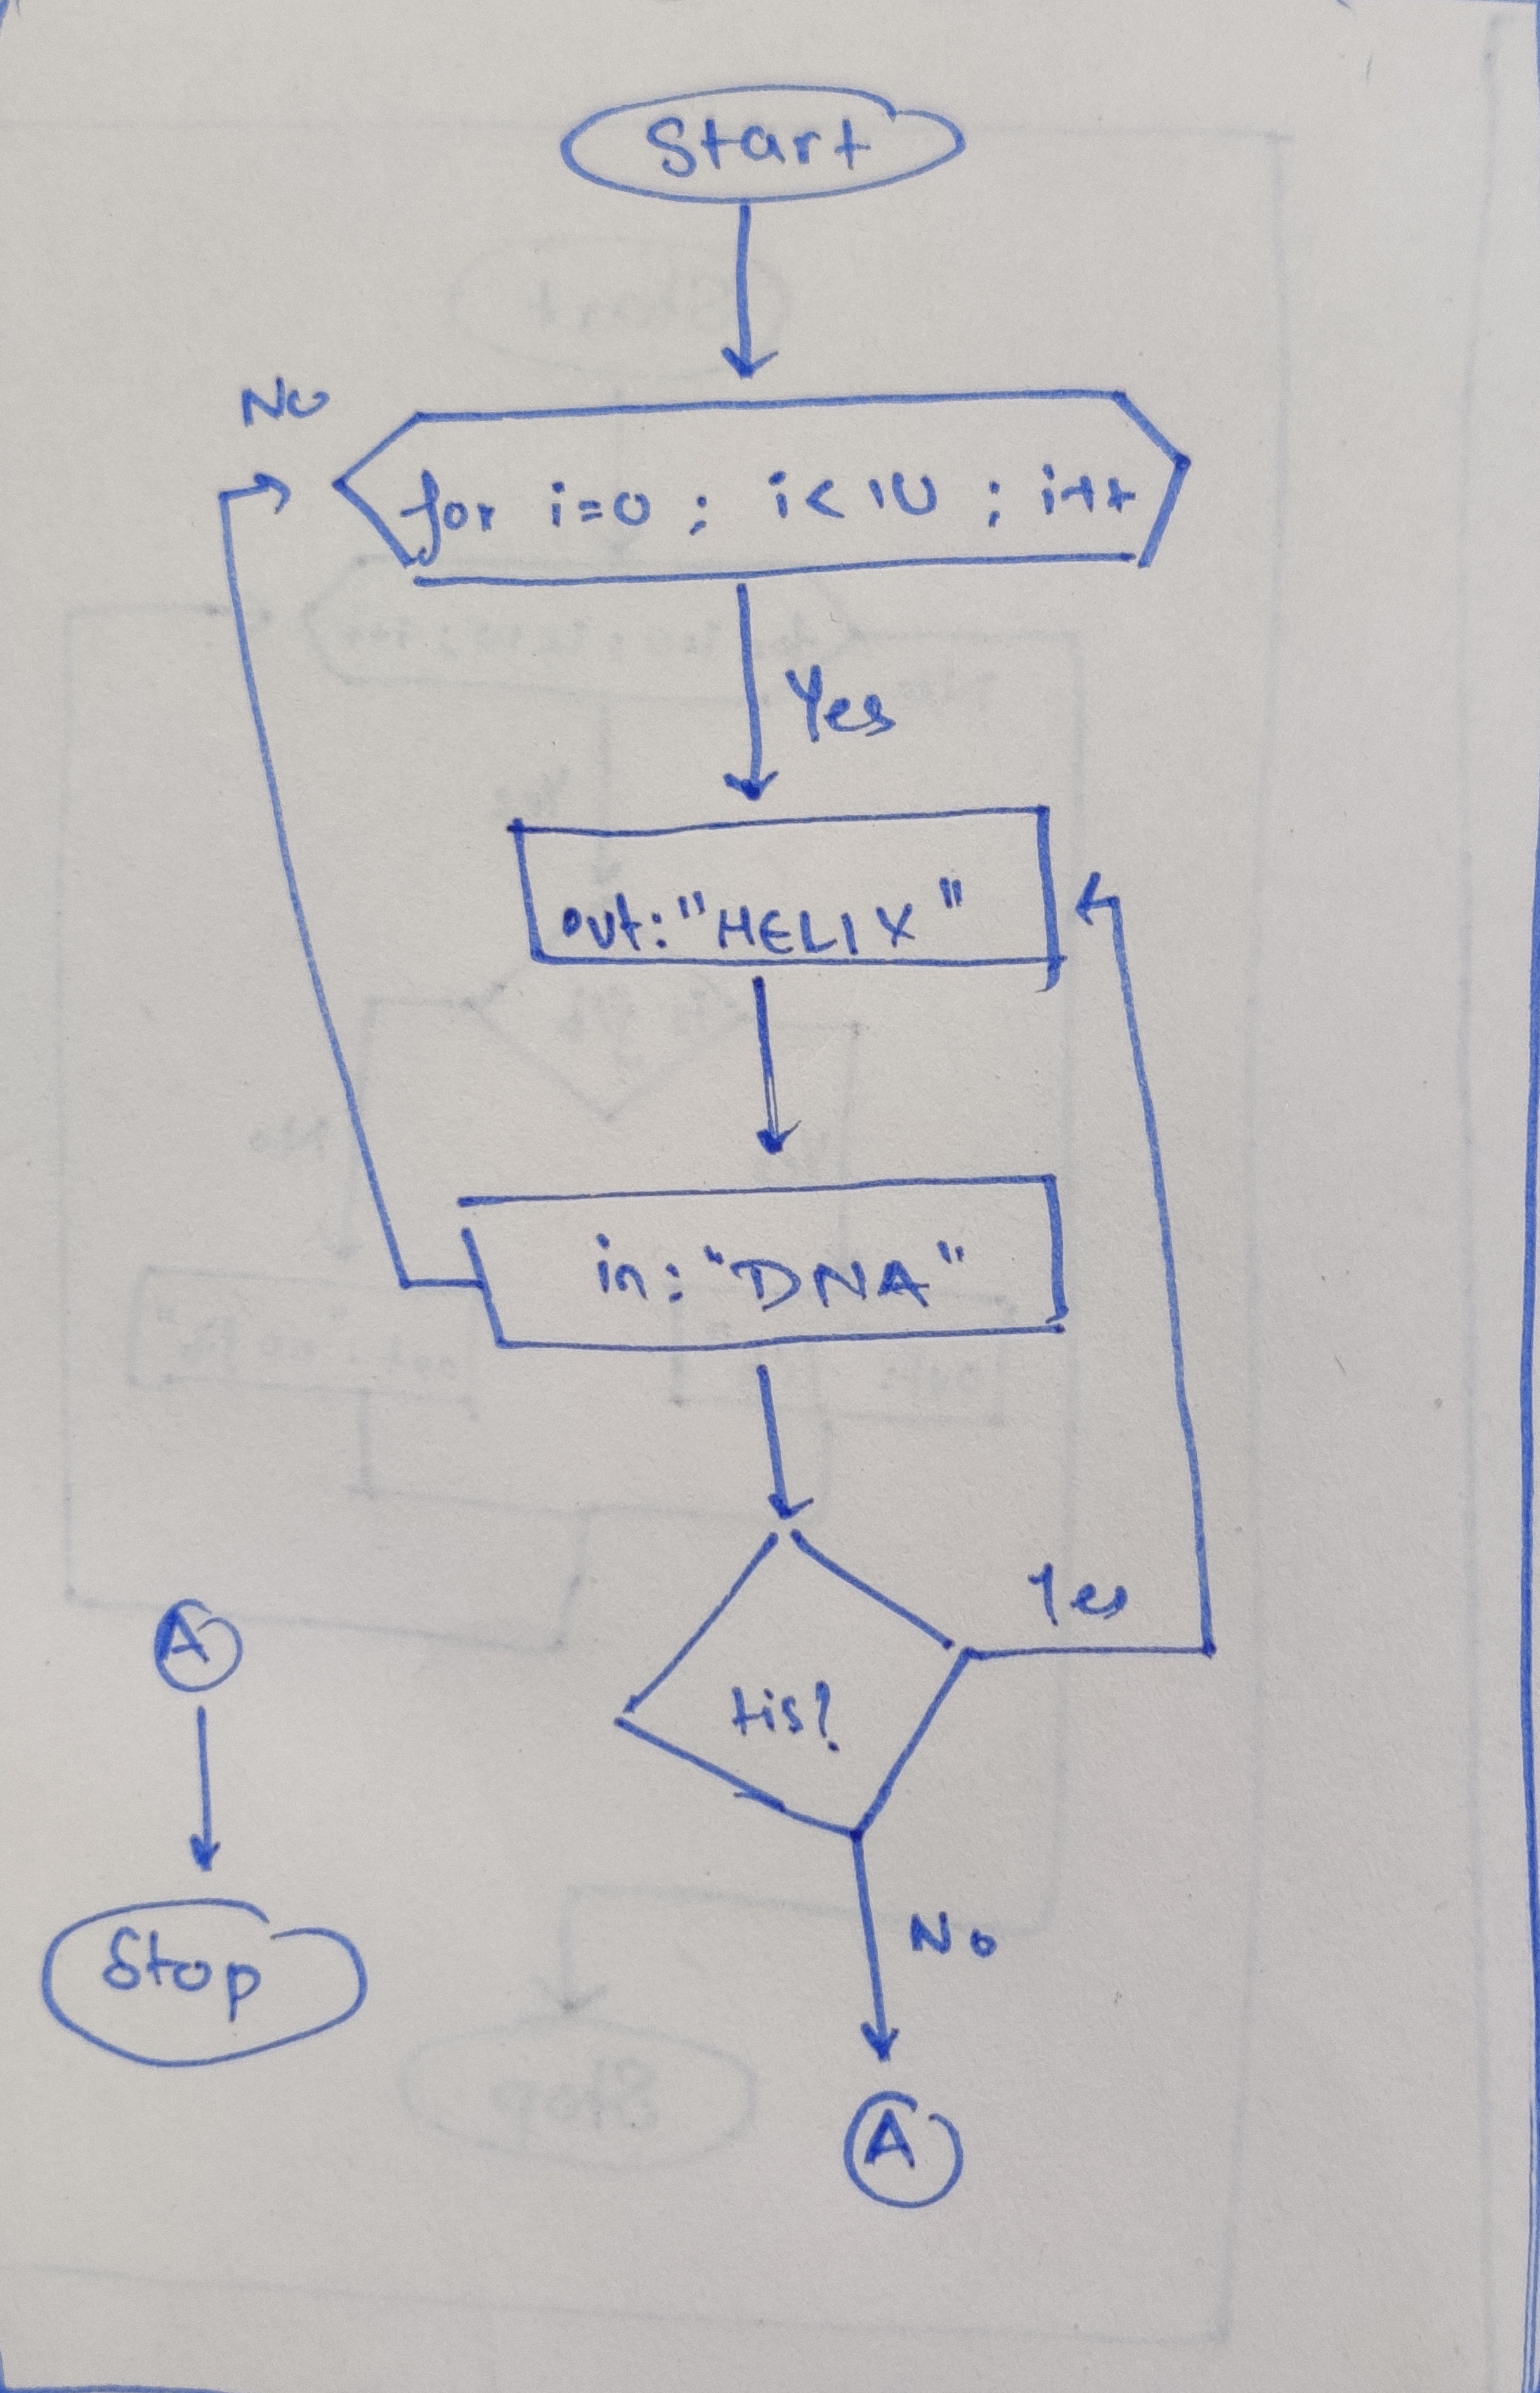 Start
No
for i=0 ; i<10 ; i++
Yes
out: "HELIX"
in: "DNA"
Yes
A
tis?
No
Stop
A